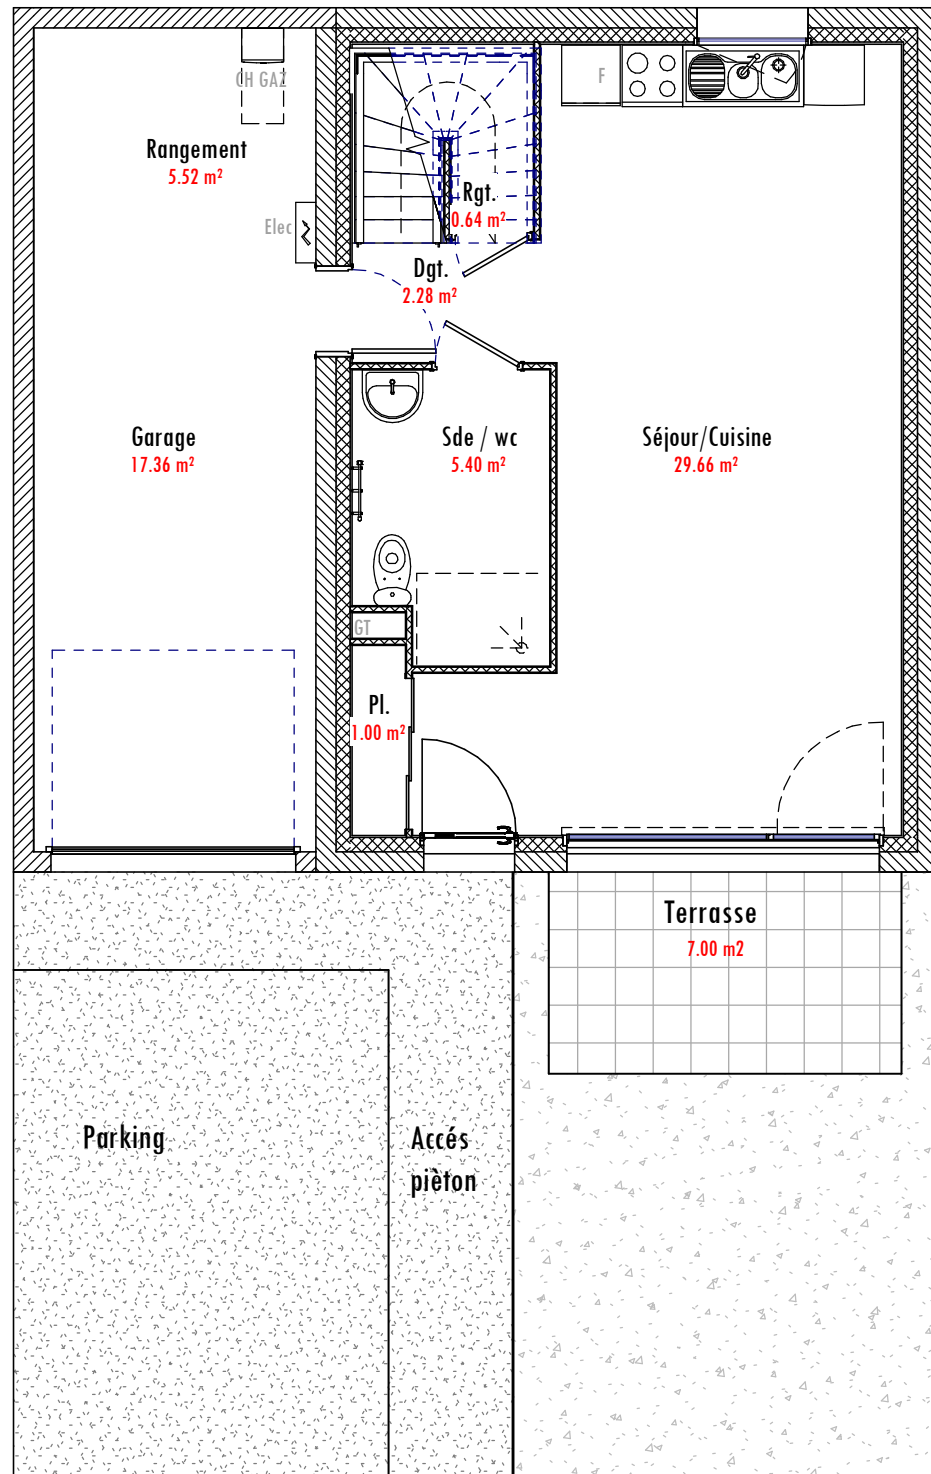 CH GAZ
F
Rangement
5.52 m²
Rgt.
0.64 m²
Elec
Dgt.
2.28 m²
Garage
17.36 m²
Sde / wc
5.40 m²
Séjour/Cuisine
29.66 m²
GT
Pl.
1.00 m²
Terrasse
7.00 m2
Parking
Accés
pièton